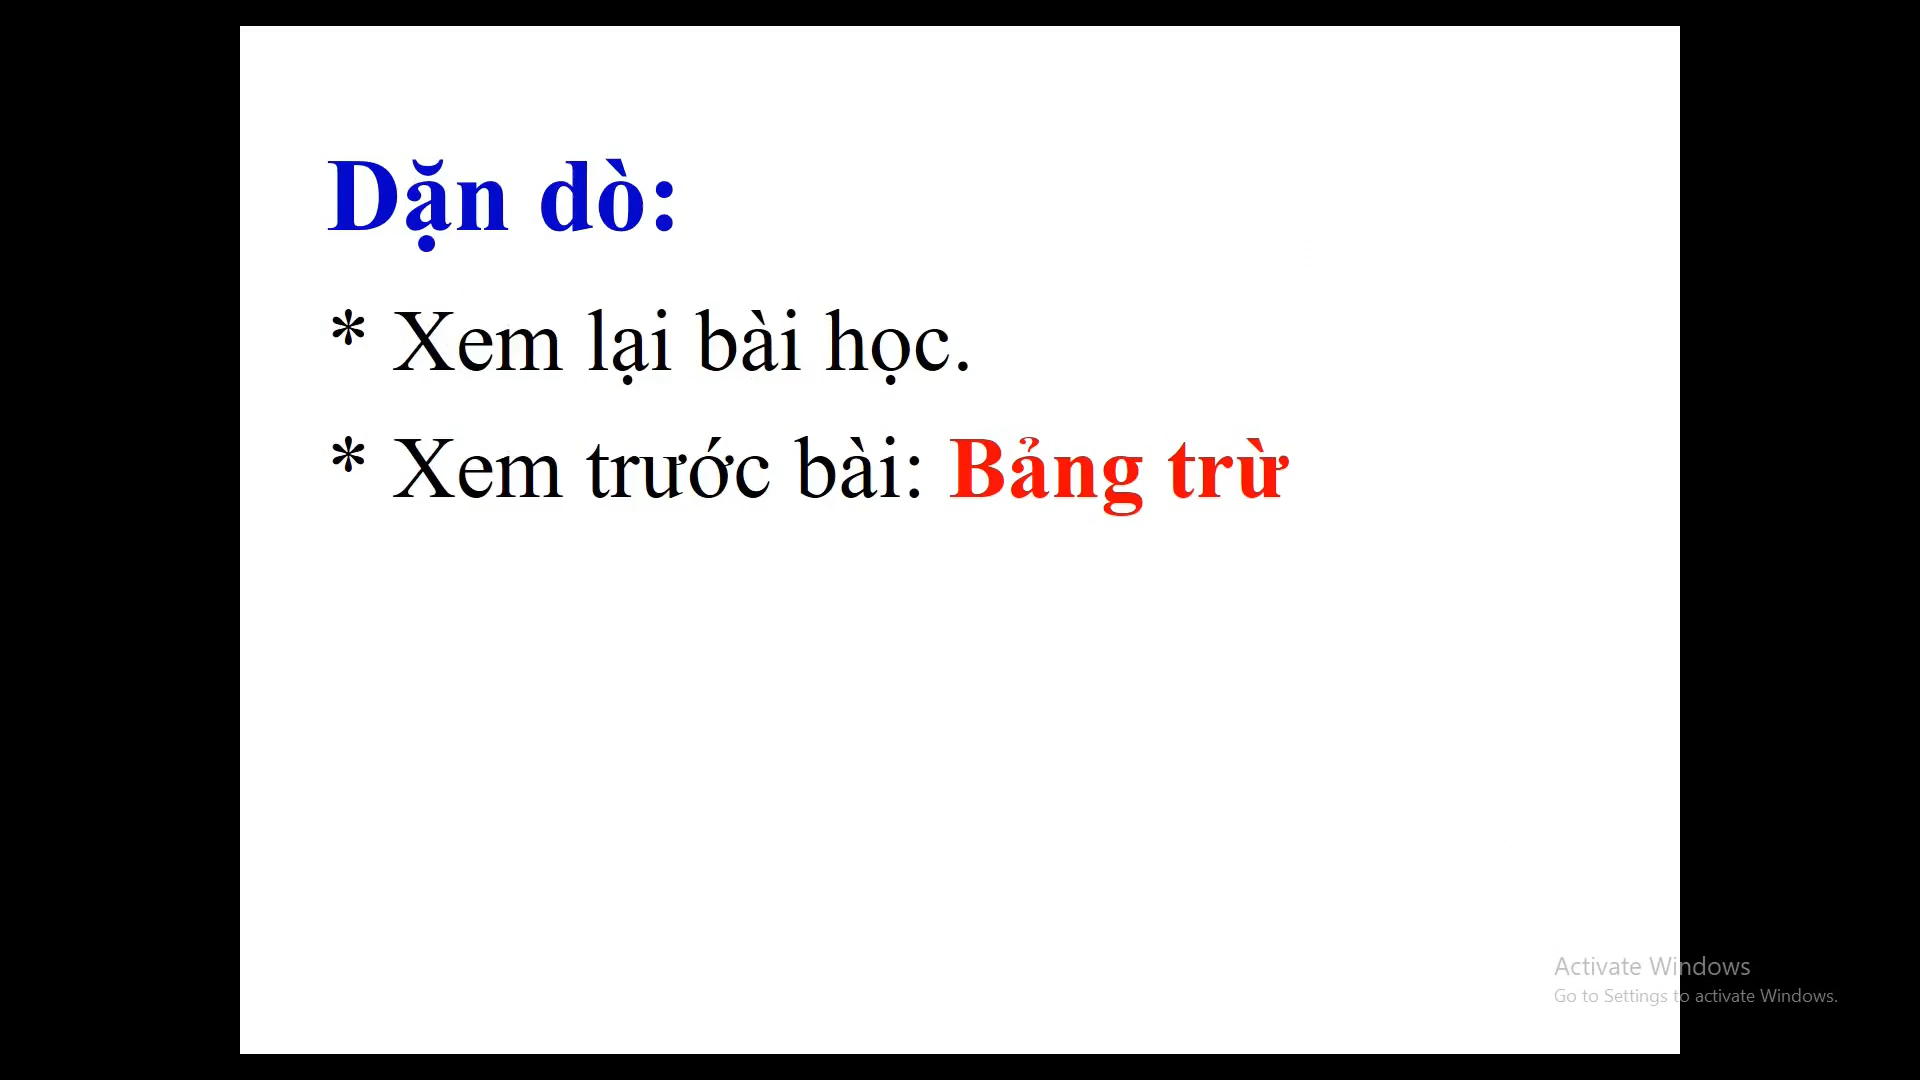 Dặn dò:
* Xem lại bài học.
* Xem trước bài: Bảng trừ
Activate Windows
Go to Settings to activate Windows.